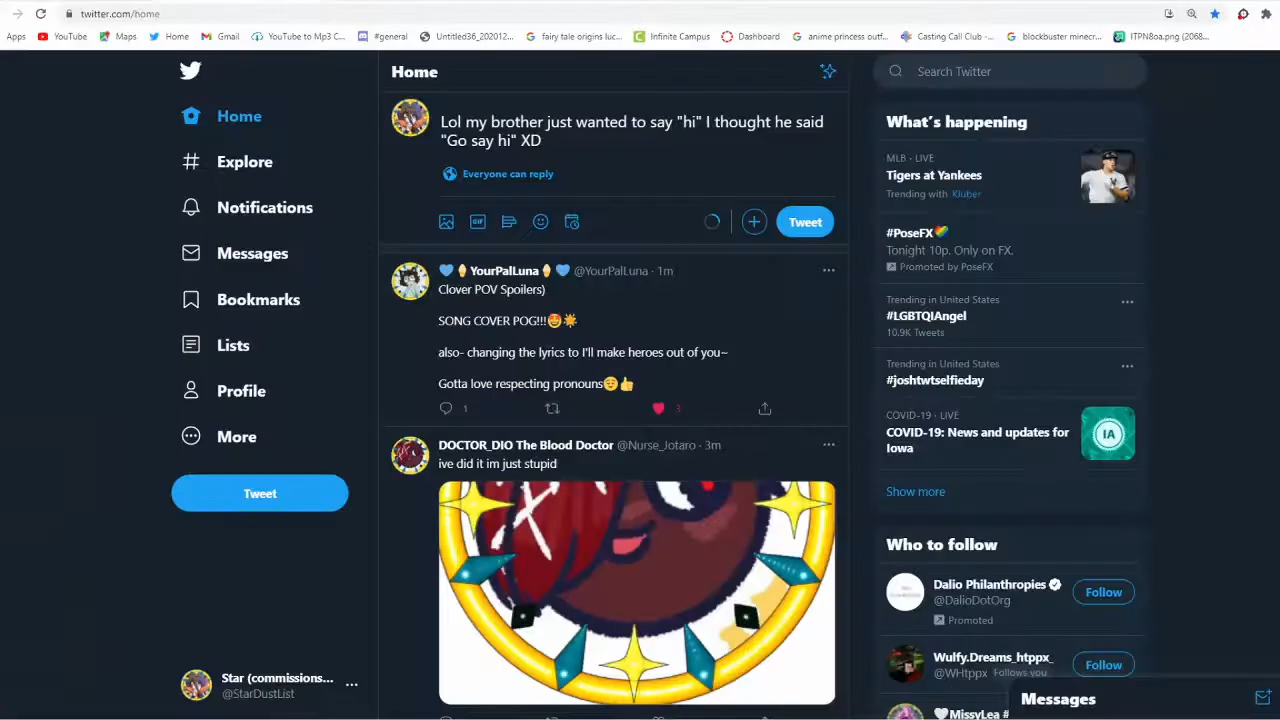 twitter.com/home
Apps
YouTube
Maps
Home
Gmail
YouTube to Mp3 C...
#general
Untitled36_202012...
fairy tale origins luc...
Infinite Campus
Dashboard
anime princess outf...
Casting Call Club -...
blockbuster minecr...
ITPN8oa.png (2068...
Home
Explore
Notifications
Messages
Bookmarks
Lists
Profile
More
Tweet
Star (commissions...
@StarDustList
Home
Lol my brother just wanted to say "hi" I thought he said
"Go say hi" XD
Everyone can reply
GIF
Tweet
YourPalLuna @YourPalLuna · 1m
Clover POV Spoilers)
SONG COVER POG!!!🤩☀️
also- changing the lyrics to I'll make heroes out of you~
Gotta love respecting pronouns😌👍
1
3
DOCTOR_DIO The Blood Doctor @Nurse_Jotaro · 3m
ive did it im just stupid
Search Twitter
What's happening
MLB · LIVE
Tigers at Yankees
Trending with Kluber
#PoseFX
Tonight 10p. Only on FX.
Promoted by PoseFX
Trending in United States
#LGBTQIAngel
10.9K Tweets
Trending in United States
#joshtwtselfieday
COVID-19 · LIVE
COVID-19: News and updates for
Iowa
IA
Show more
Who to follow
Dalio Philanthropies
@DalioDotOrg
Follow
Promoted
Wulfy.Dreams_htppx_
@WHtppx Follows you
Follow
MissyLea #
Messages